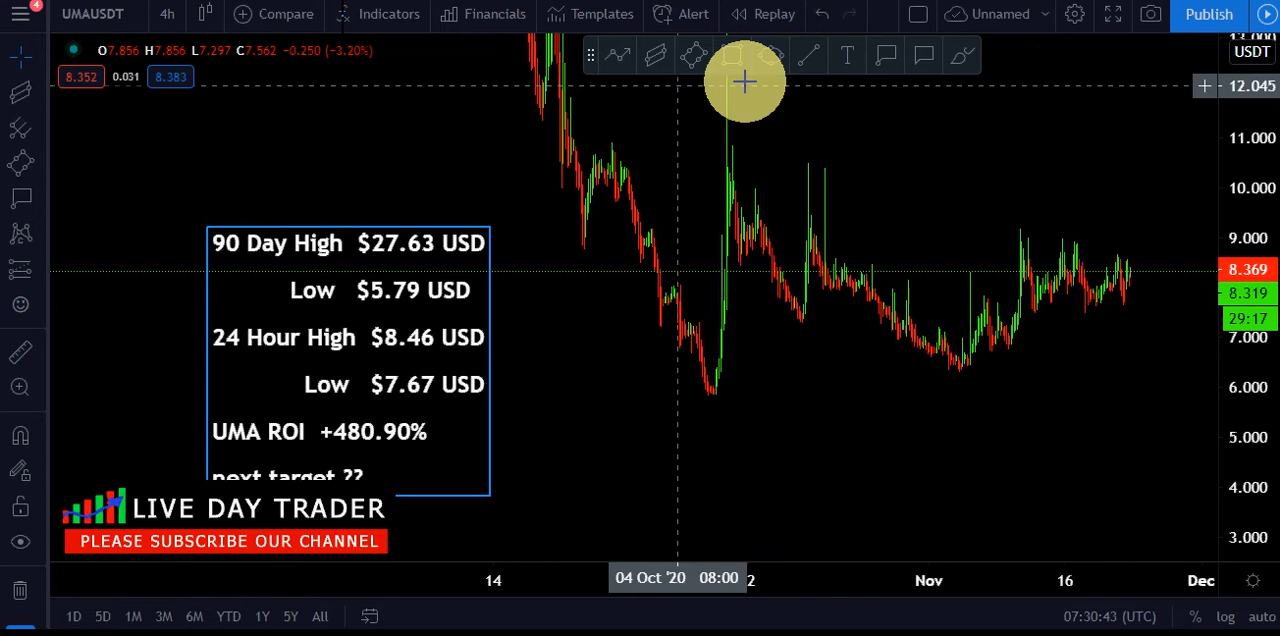 4
UMAUSDT 4h Compare Indicators Financials Templates Alert Replay Unnamed Publish
O7.856 H7.856 L7.297 C7.562 -0.250 (-3.20%)
USDT
8.352 0.031 8.383
12.045
11.000
10.000
9.000
8.369
8.319
29:17
7.000
6.000
5.000
4.000
3.000
90 Day High $27.63 USD
Low $5.79 USD
24 Hour High $8.46 USD
Low $7.67 USD
UMA ROI +480.90%
next target ??
LIVE DAY TRADER
PLEASE SUBSCRIBE OUR CHANNEL
14 04 Oct '20 08:00 2 Nov 16 Dec
1D 5D 1M 3M 6M YTD 1Y 5Y All 07:30:43 (UTC) % log auto